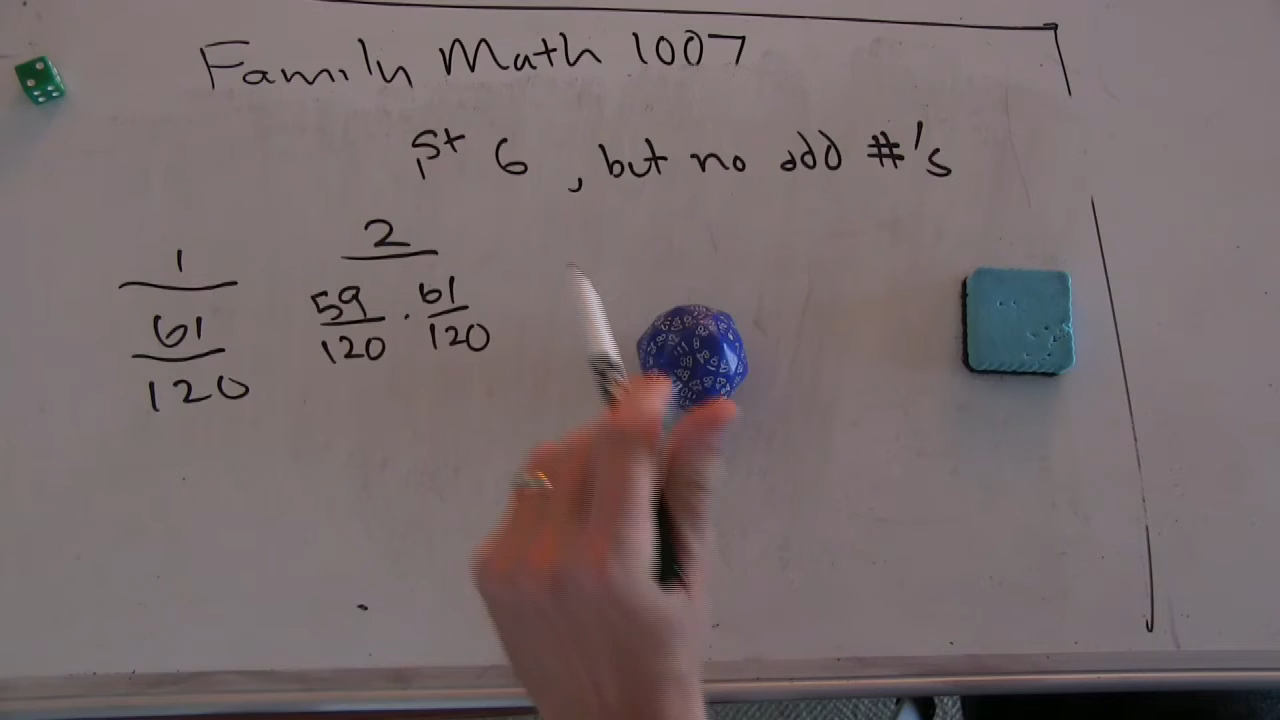 Family Math 1007
1st 6, but no odd #'s
1 2
61 59 . 61
120 120 120